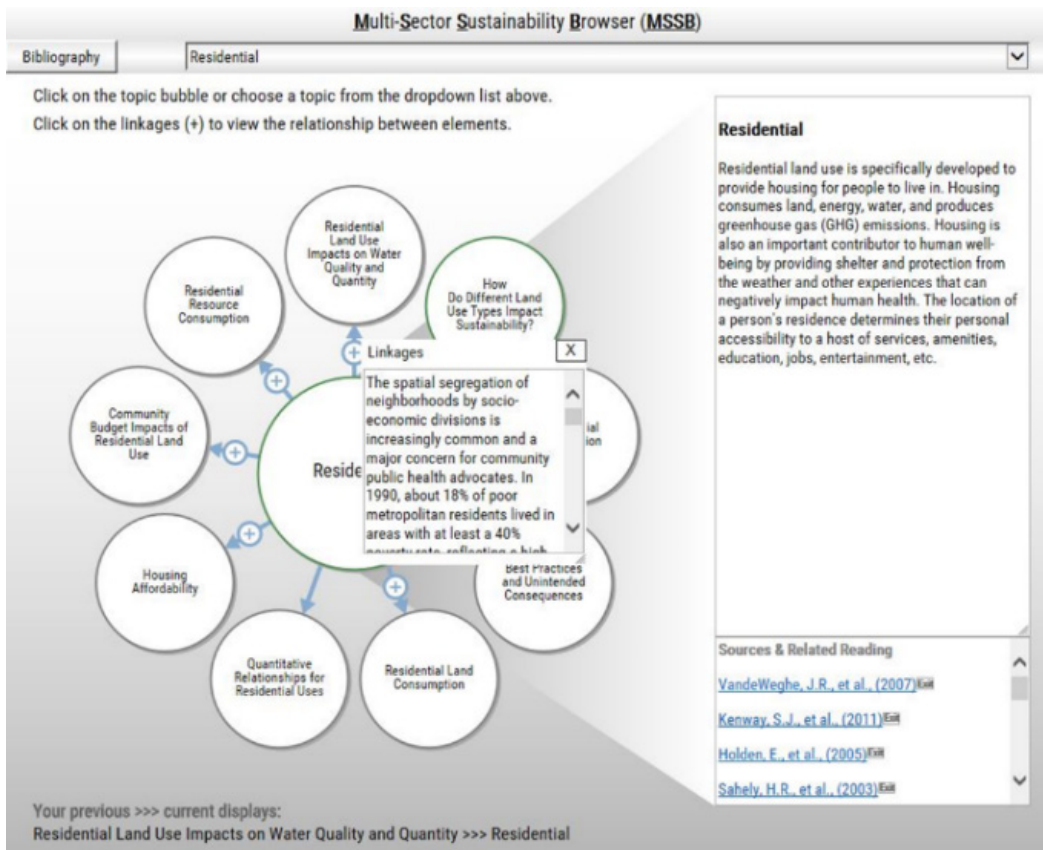 Multi-Sector Sustainability Browser (MSSB)
Bibliography
Residential
Click on the topic bubble or choose a topic from the dropdown list above.
Click on the linkages (+) to view the relationship between elements.
Residential
Land Use
Impacts on Water
Quality and
Quantity
How
Do Different Land
Use Types Impact
Sustainability?
Residential
Resource
Consumption
Community
Budget Impacts of
Residential Land
Use
Housing
Affordability
Quantitative
Relationships for
Residential Uses
Residential Land
Consumption
Best Practices
and Unintended
Consequences
ial
ion
Reside
Linkages
X
The spatial segregation of
neighborhoods by socio-
economic divisions is
increasingly common and a
major concern for community
public health advocates. In
1990, about 18% of poor
metropolitan residents lived in
areas with at least a 40%
poverty rate, reflecting a high
Residential
Residential land use is specifically developed to
provide housing for people to live in. Housing
consumes land, energy, water, and produces
greenhouse gas (GHG) emissions. Housing is
also an important contributor to human well-
being by providing shelter and protection from
the weather and other experiences that can
negatively impact human health. The location of
a person's residence determines their personal
accessibility to a host of services, amenities,
education, jobs, entertainment, etc.
Sources & Related Reading
VandeWeghe, J.R., et al., (2007) Exit
Kenway, S.J., et al., (2011) Exit
Holden, E., et al., (2005) Exit
Sahely, H.R., et al., (2003) Exit
Your previous >>> current displays:
Residential Land Use Impacts on Water Quality and Quantity >>> Residential